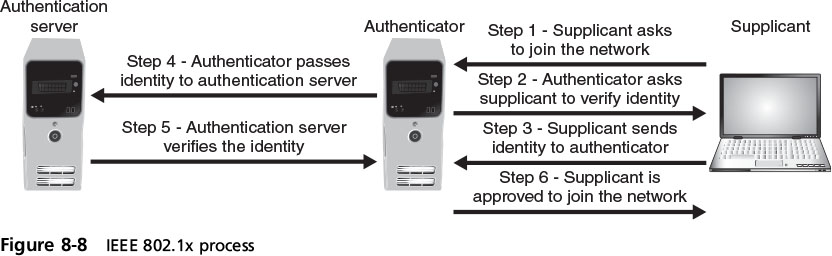 Authentication
server
Authenticator
Supplicant
Step 1 - Supplicant asks
to join the network
Step 4 - Authenticator passes
identity to authentication server
Step 2 - Authenticator asks
supplicant to verify identity
Step 5 - Authentication server
verifies the identity
Step 3 - Supplicant sends
identity to authenticator
Step 6 - Supplicant is
approved to join the network
Figure 8-8 IEEE 802.1x process